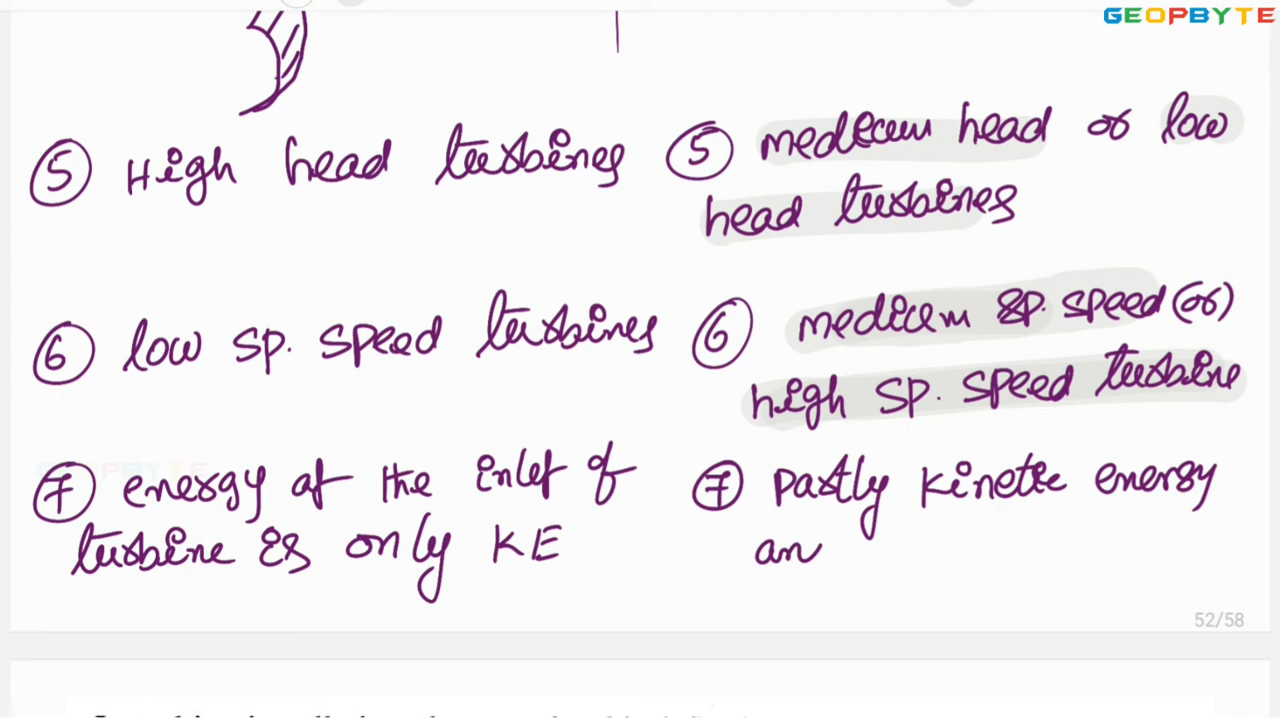 GEOPBYTE
⑤ High head turbines
⑤ medium head or low
head turbines
⑥ low sp. speed turbines
⑥ medium sp. speed (or)
high sp. speed turbine
⑦ energy at the inlet of
turbine is only KE
⑦ Partly Kinetic energy
an
GEOPBYTE
52/58